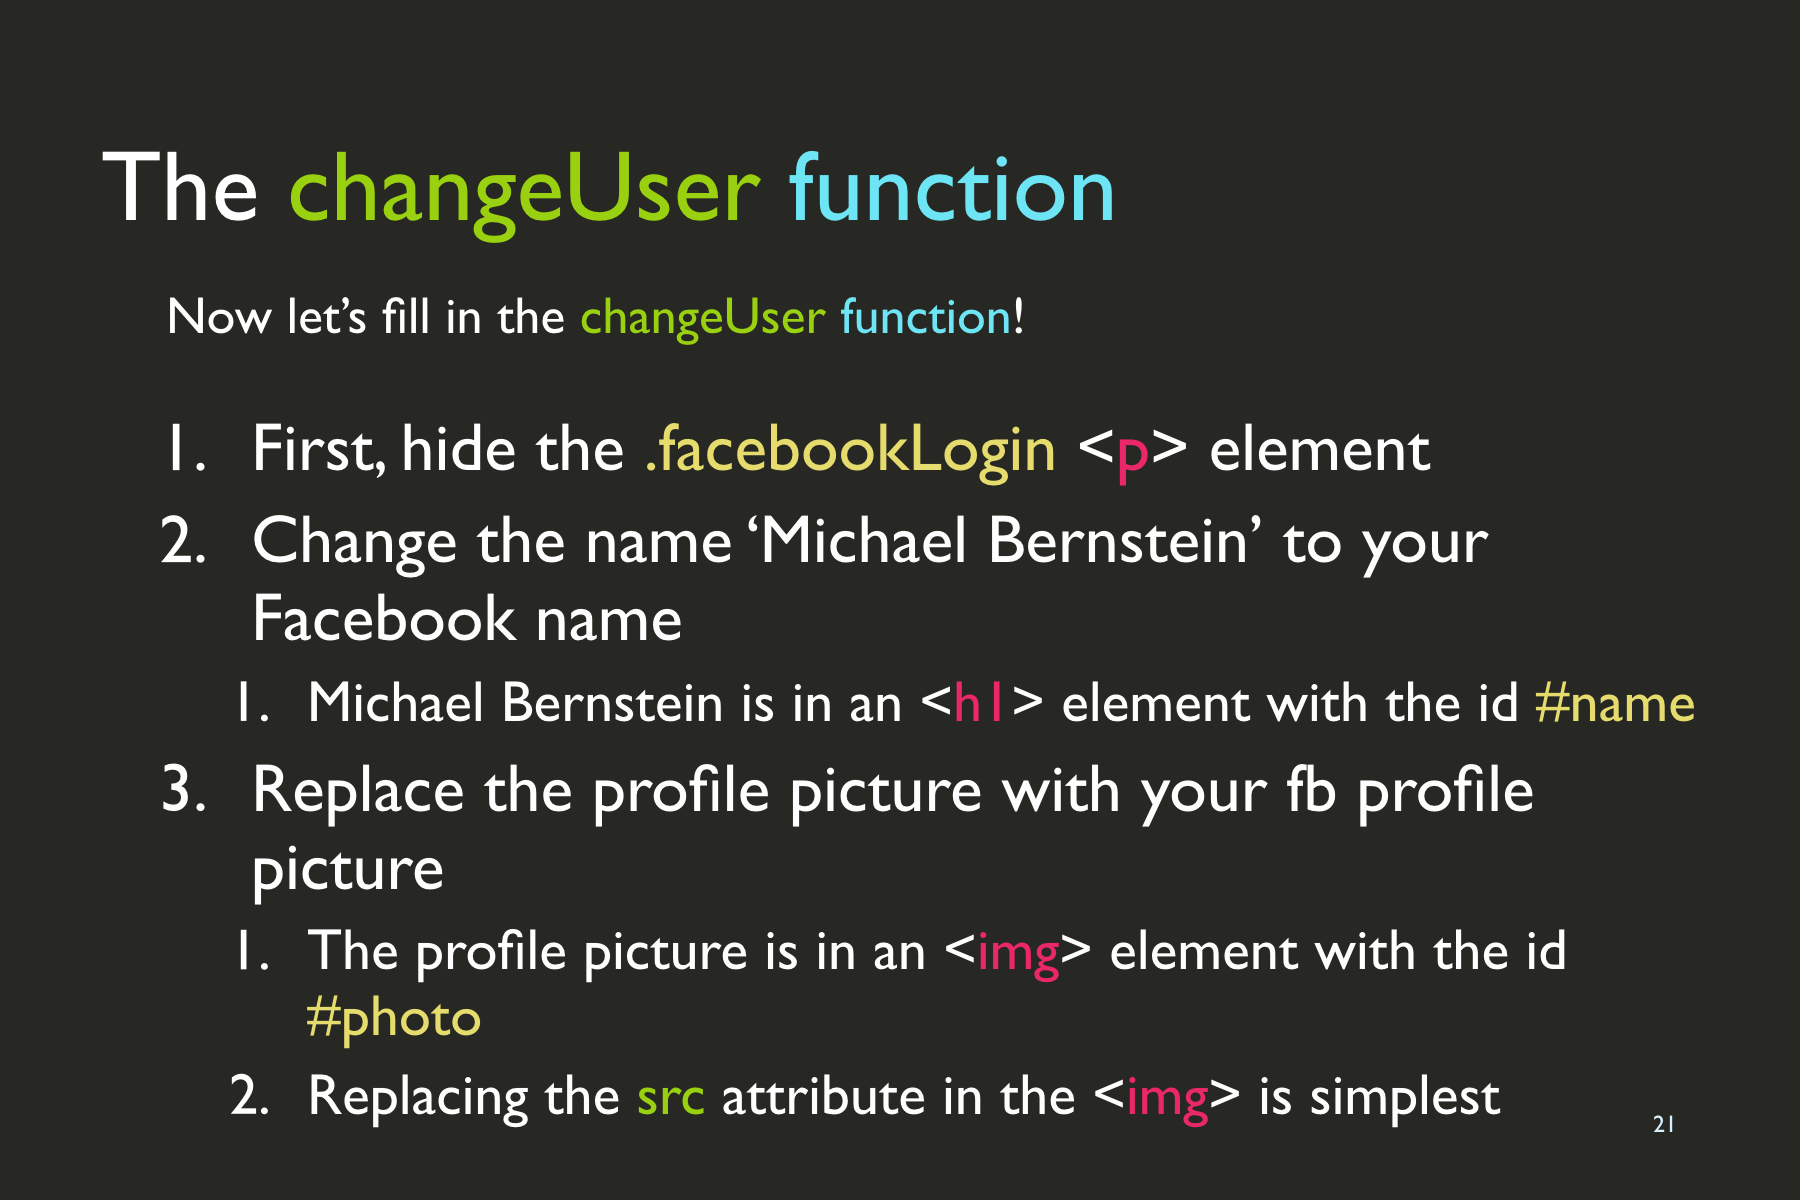 The changeUser function
Now let’s fill in the changeUser function!
1. First, hide the .facebookLogin <p> element
2. Change the name ‘Michael Bernstein’ to your
Facebook name
1. Michael Bernstein is in an <h1> element with the id #name
3. Replace the profile picture with your fb profile
picture
1. The profile picture is in an <img> element with the id
#photo
2. Replacing the src attribute in the <img> is simplest
21